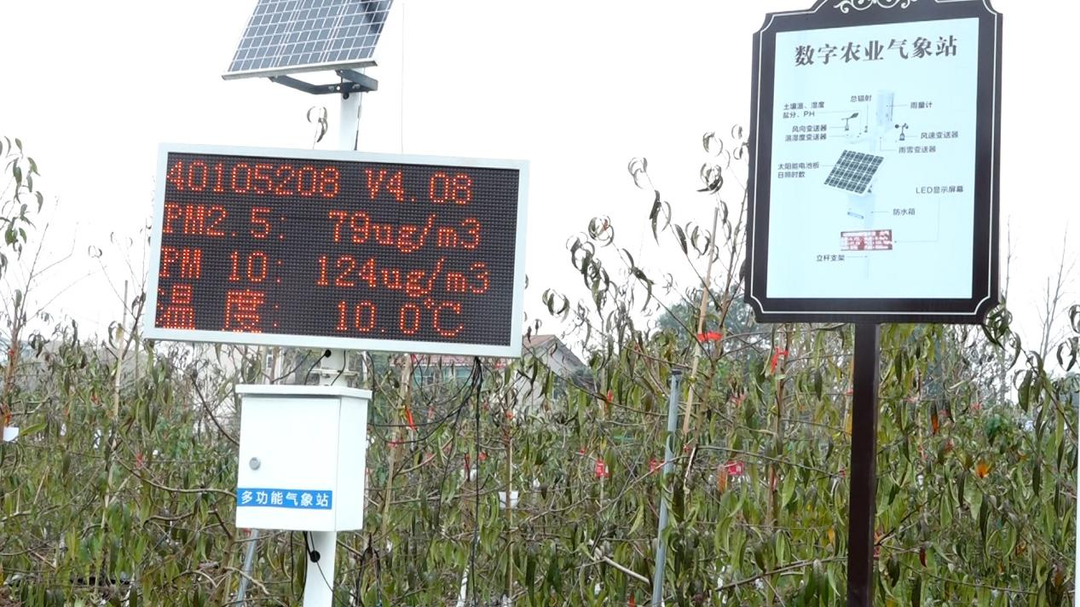 40105208 V4.08
PM2.5: 79ug/m3
PM 10: 124ug/m3
温 度: 10.0℃
多功能气象站
数字农业气象站
总辐射
土壤温、湿度
盐分、PH
雨量计
风向变送器
温湿度变送器
风速变送器
雨雪变送器
太阳能电池板
日照时数
LED显示屏幕
防水箱
立杆支架